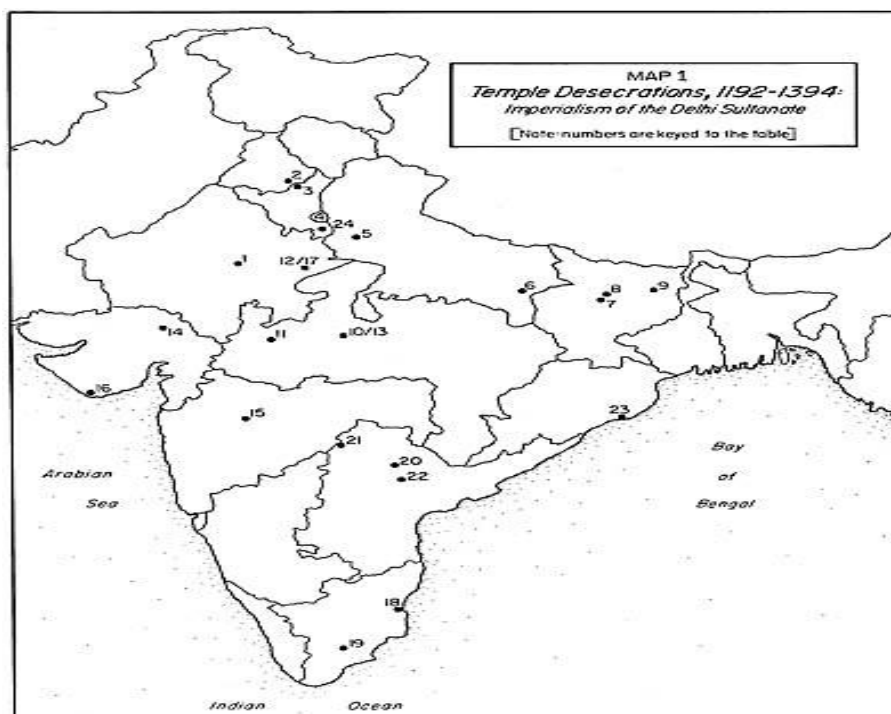 MAP 1
Temple Desecrations, 1192-1394:
Imperialism of the Delhi Sultanate
[Note: numbers are keyed to the table]
2
3
4
24
5
1
12/17
6
8
9
7
14
11
10/13
16
15
23
21
20
22
Arabian
Sea
Bay
of
Bengal
18
19
Indian Ocean